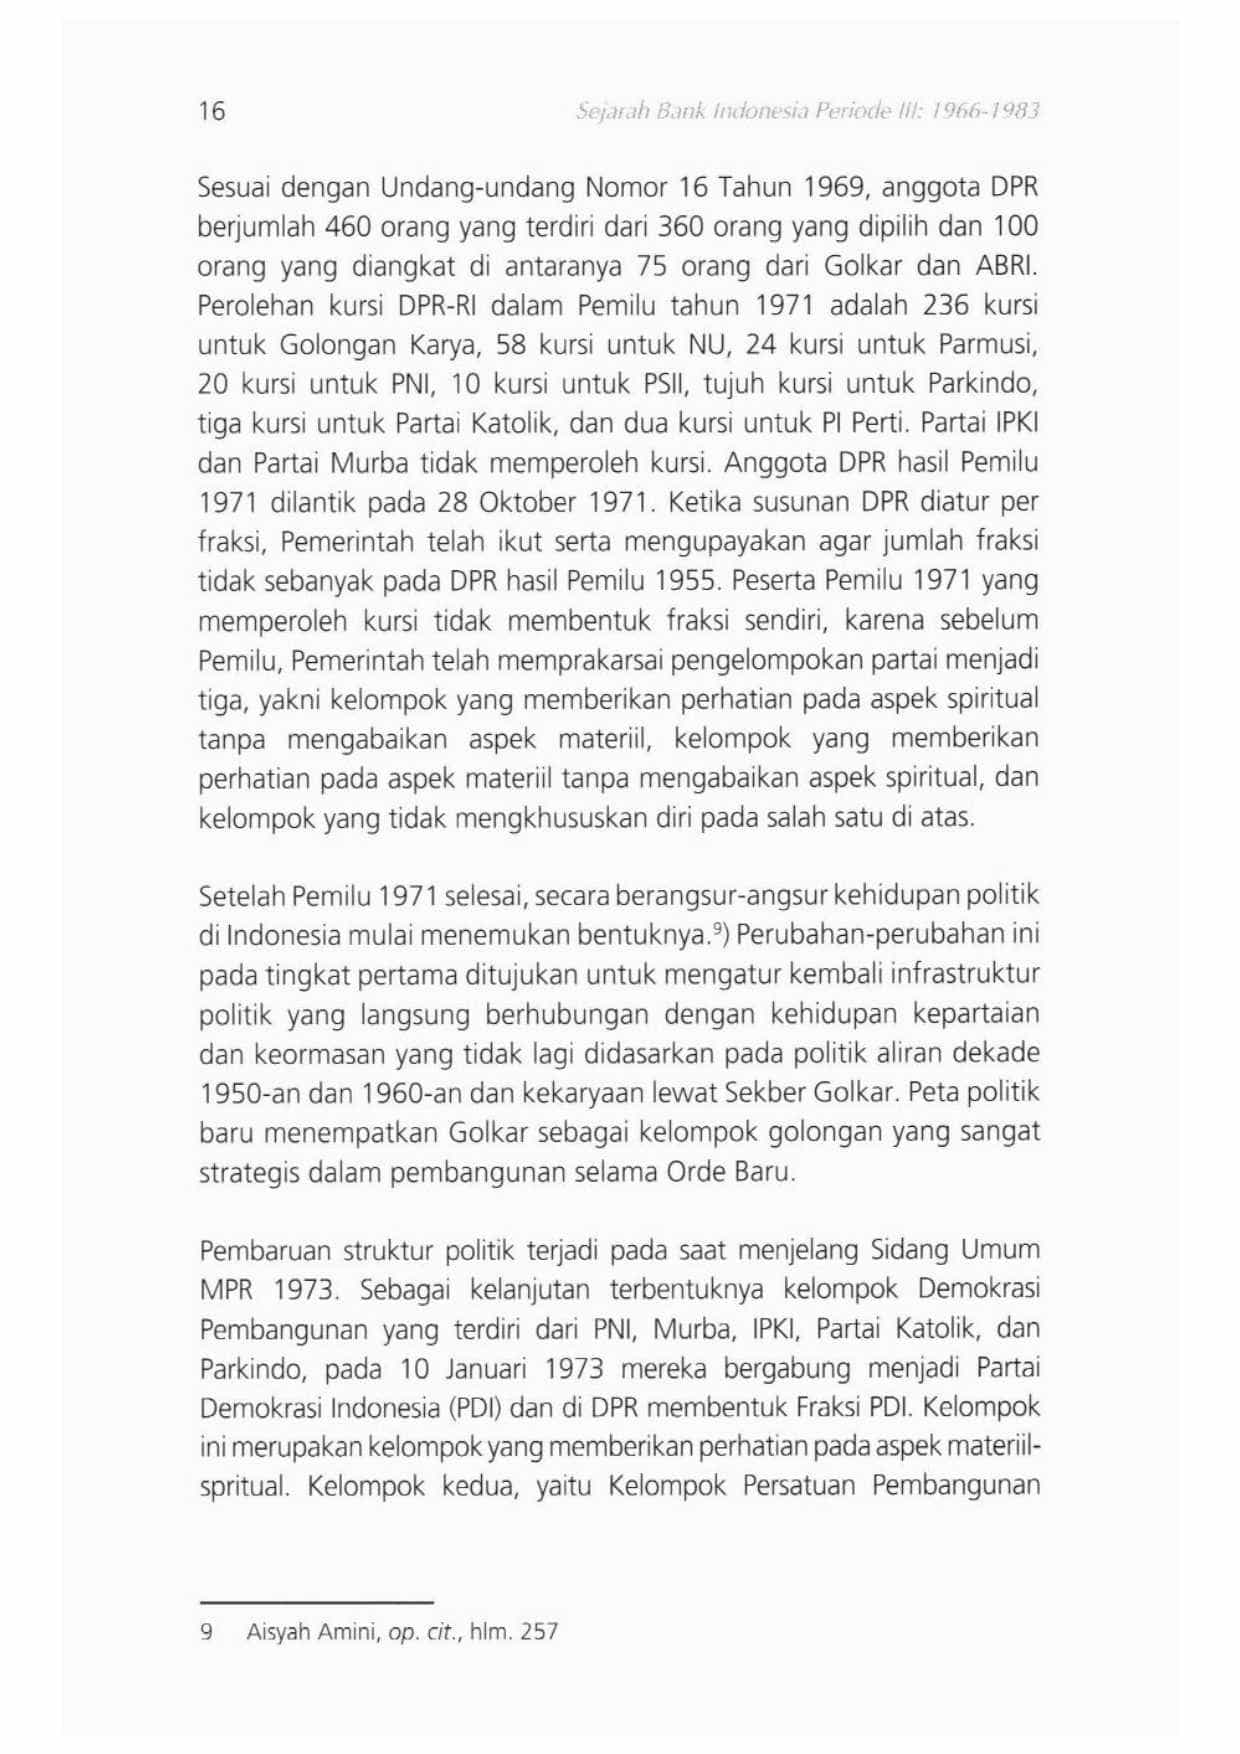 16
Sejarah Bank Indonesia Periode III: 1966-1983
Sesuai dengan Undang-undang Nomor 16 Tahun 1969, anggota DPR
berjumlah 460 orang yang terdiri dari 360 orang yang dipilih dan 100
orang yang diangkat di antaranya 75 orang dari Golkar dan ABRI.
Perolehan kursi DPR-RI dalam Pemilu tahun 1971 adalah 236 kursi
untuk Golongan Karya, 58 kursi untuk NU, 24 kursi untuk Parmusi,
20 kursi untuk PNI, 10 kursi untuk PSII, tujuh kursi untuk Parkindo,
tiga kursi untuk Partai Katolik, dan dua kursi untuk PI Perti. Partai IPKI
dan Partai Murba tidak memperoleh kursi. Anggota DPR hasil Pemilu
1971 dilantik pada 28 Oktober 1971. Ketika susunan DPR diatur per
fraksi, Pemerintah telah ikut serta mengupayakan agar jumlah fraksi
tidak sebanyak pada DPR hasil Pemilu 1955. Peserta Pemilu 1971 yang
memperoleh kursi tidak membentuk fraksi sendiri, karena sebelum
Pemilu, Pemerintah telah memprakarsai pengelompokan partai menjadi
tiga, yakni kelompok yang memberikan perhatian pada aspek spiritual
tanpa mengabaikan aspek materiil, kelompok yang memberikan
perhatian pada aspek materiil tanpa mengabaikan aspek spiritual, dan
kelompok yang tidak mengkhususkan diri pada salah satu di atas.
Setelah Pemilu 1971 selesai, secara berangsur-angsur kehidupan politik
di Indonesia mulai menemukan bentuknya.⁹) Perubahan-perubahan ini
pada tingkat pertama ditujukan untuk mengatur kembali infrastruktur
politik yang langsung berhubungan dengan kehidupan kepartaian
dan keormasan yang tidak lagi didasarkan pada politik aliran dekade
1950-an dan 1960-an dan kekaryaan lewat Sekber Golkar. Peta politik
baru menempatkan Golkar sebagai kelompok golongan yang sangat
strategis dalam pembangunan selama Orde Baru.
Pembaruan struktur politik terjadi pada saat menjelang Sidang Umum
MPR 1973. Sebagai kelanjutan terbentuknya kelompok Demokrasi
Pembangunan yang terdiri dari PNI, Murba, IPKI, Partai Katolik, dan
Parkindo, pada 10 Januari 1973 mereka bergabung menjadi Partai
Demokrasi Indonesia (PDI) dan di DPR membentuk Fraksi PDI. Kelompok
ini merupakan kelompok yang memberikan perhatian pada aspek materiil-
spritual. Kelompok kedua, yaitu Kelompok Persatuan Pembangunan
9 Aisyah Amini, op. cit., hlm. 257